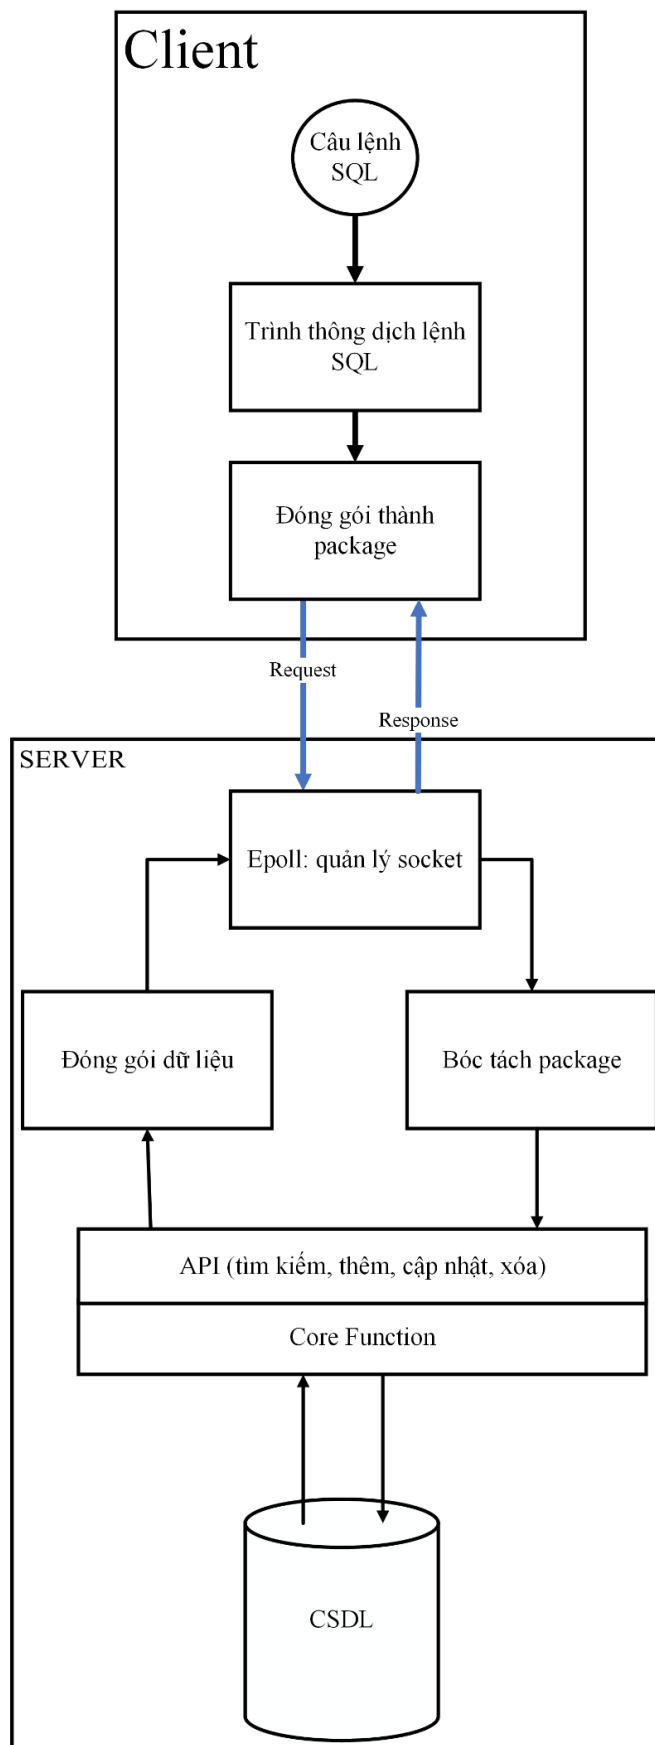 Client
Câu lệnh
SQL
Trình thông dịch lệnh
SQL
Đóng gói thành
package
Request
Response
SERVER
Epoll: quản lý socket
Đóng gói dữ liệu
Bóc tách package
API (tìm kiếm, thêm, cập nhật, xóa)
Core Function
CSDL